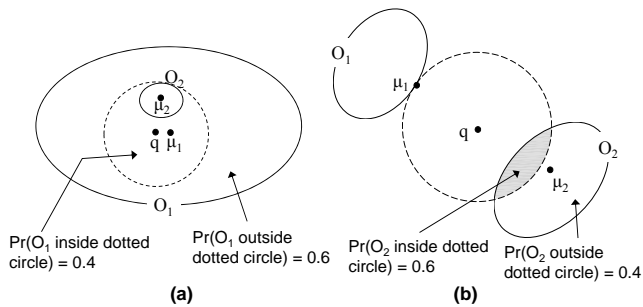 O2
μ2
q μ1
O1
Pr(O1 inside dotted
circle) = 0.4
Pr(O1 outside
dotted circle) = 0.6
(a)
O1
μ1
q
O2
μ2
Pr(O2 inside dotted
circle) = 0.6
Pr(O2 outside
dotted circle) = 0.4
(b)